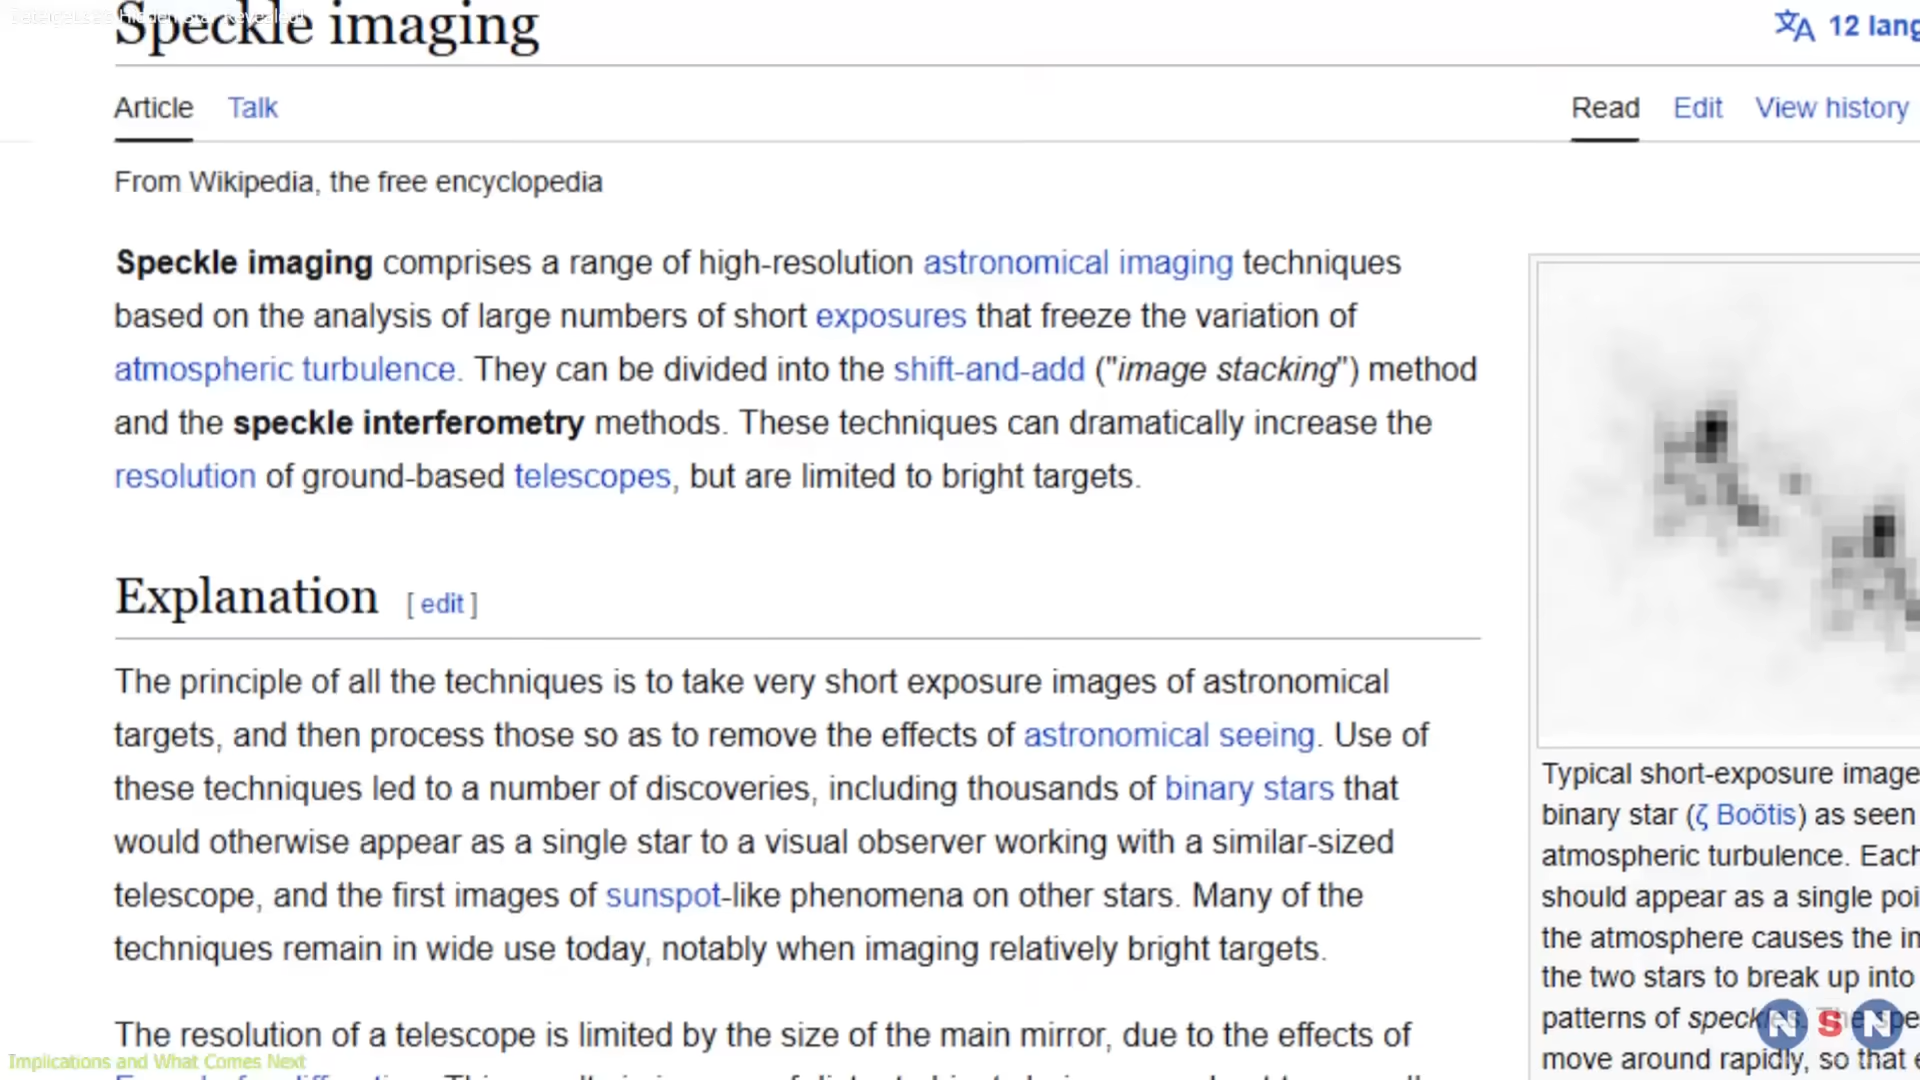 Betelgeuse's Hidden Star Revealed!
Speckle imaging
12 lang
Article Talk
Read Edit View history
From Wikipedia, the free encyclopedia
Speckle imaging comprises a range of high-resolution astronomical imaging techniques
based on the analysis of large numbers of short exposures that freeze the variation of
atmospheric turbulence. They can be divided into the shift-and-add ("image stacking") method
and the speckle interferometry methods. These techniques can dramatically increase the
resolution of ground-based telescopes, but are limited to bright targets.
Explanation [ edit ]
The principle of all the techniques is to take very short exposure images of astronomical
targets, and then process those so as to remove the effects of astronomical seeing. Use of
these techniques led to a number of discoveries, including thousands of binary stars that
would otherwise appear as a single star to a visual observer working with a similar-sized
telescope, and the first images of sunspot-like phenomena on other stars. Many of the
techniques remain in wide use today, notably when imaging relatively bright targets.
The resolution of a telescope is limited by the size of the main mirror, due to the effects of
Typical short-exposure image
binary star (ζ Boötis) as seen
atmospheric turbulence. Each
should appear as a single poi
the atmosphere causes the im
the two stars to break up into
patterns of speckles. The spe
move around rapidly, so that e
NSN
Implications and What Comes Next